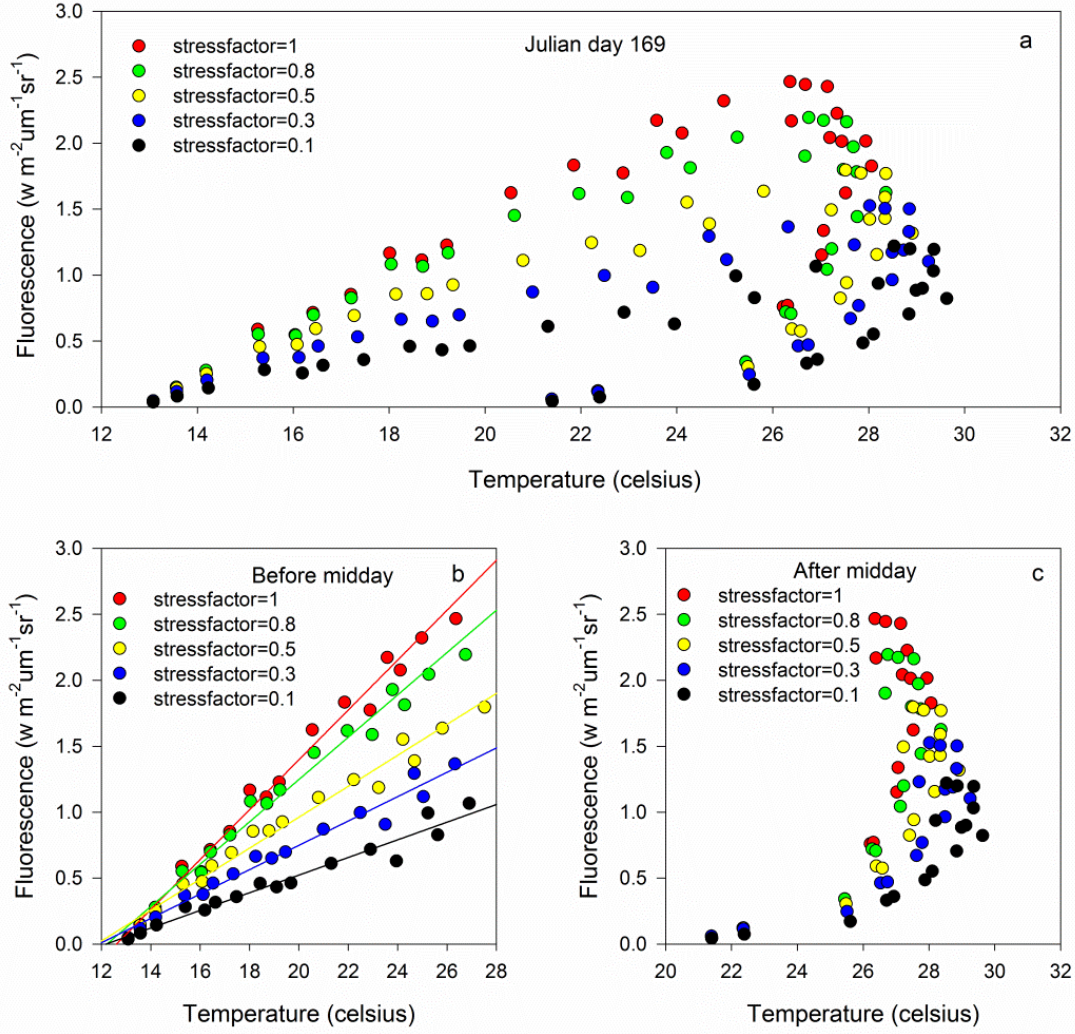 Julian day 169
a
stressfactor=1
stressfactor=0.8
stressfactor=0.5
stressfactor=0.3
stressfactor=0.1
Fluorescence (w m-2um-1sr-1)
3.0
2.5
2.0
1.5
1.0
0.5
0.0
12 14 16 18 20 22 24 26 28 30 32
Temperature (celsius)
Before midday
b
stressfactor=1
stressfactor=0.8
stressfactor=0.5
stressfactor=0.3
stressfactor=0.1
Fluorescence (w m-2um-1sr-1)
3.0
2.5
2.0
1.5
1.0
0.5
0.0
12 14 16 18 20 22 24 26 28
Temperature (celsius)
After midday
c
stressfactor=1
stressfactor=0.8
stressfactor=0.5
stressfactor=0.3
stressfactor=0.1
Fluorescence (w m-2um-1sr-1)
3.0
2.5
2.0
1.5
1.0
0.5
0.0
20 22 24 26 28 30 32
Temperature (celsius)